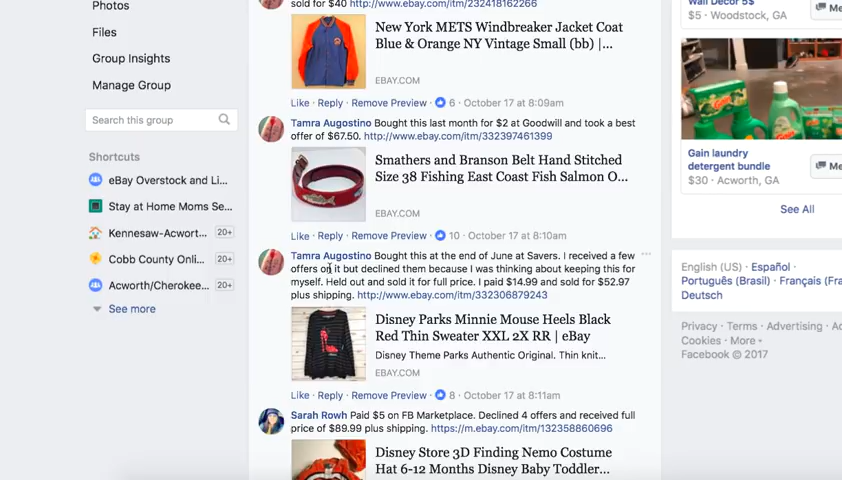 Photos
Files
Group Insights
Manage Group
Search this group
Shortcuts
eBay Overstock and Li...
Stay at Home Moms Se...
Kennesaw-Acwort... 20+
Cobb County Onli... 20+
Acworth/Cherokee... 20+
See more
sold for $40 http://www.ebay.com/itm/232418162266
New York METS Windbreaker Jacket Coat
Blue & Orange NY Vintage Small (bb) |...
EBAY.COM
Like · Reply · Remove Preview · 6 · October 17 at 8:09am
Tamra Augostino Bought this last month for $2 at Goodwill and took a best
offer of $67.50. http://www.ebay.com/itm/332397461399
Smathers and Branson Belt Hand Stitched
Size 38 Fishing East Coast Fish Salmon O...
EBAY.COM
Like · Reply · Remove Preview · 10 · October 17 at 8:10am
Tamra Augostino Bought this at the end of June at Savers. I received a few
offers on it but declined them because I was thinking about keeping this for
myself. Held out and sold it for full price. I paid $14.99 and sold for $52.97
plus shipping. http://www.ebay.com/itm/332306879243
Disney Parks Minnie Mouse Heels Black
Red Thin Sweater XXL 2X RR | eBay
Disney Theme Parks Authentic Original. Thin knit...
EBAY.COM
Like · Reply · Remove Preview · 8 · October 17 at 8:11am
Sarah Rowh Paid $5 on FB Marketplace. Declined 4 offers and received full
price of $89.99 plus shipping. https://m.ebay.com/itm/132358860696
Disney Store 3D Finding Nemo Costume
Hat 6-12 Months Disney Baby Toddler...
Wall Decor 5$
$5 · Woodstock, GA
Me
Gain
Gain laundry
detergent bundle
$30 · Acworth, GA
Me
See All
English (US) · Español ·
Português (Brasil) · Français (Fra
Deutsch
Privacy · Terms · Advertising · Ad
Cookies · More
Facebook © 2017